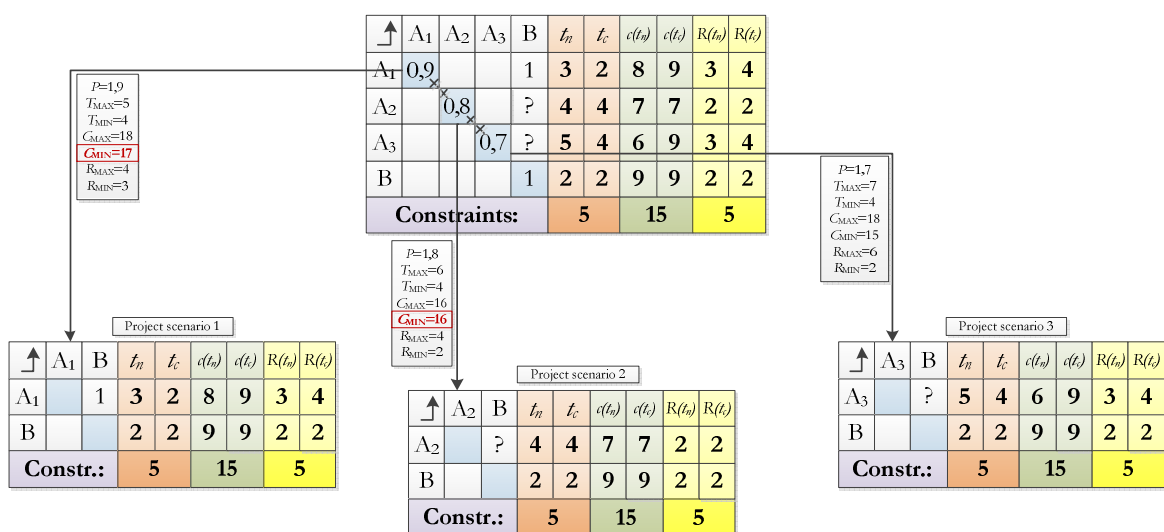 A1 A2 A3 B tn tc c(tn) c(tc) R(tn) R(tc)
A1 0,9 1 3 2 8 9 3 4
A2 0,8 ? 4 4 7 7 2 2
A3 0,7 ? 5 4 6 9 3 4
B 1 2 2 9 9 2 2
Constraints: 5 15 5
P=1,9
TMAX=5
TMIN=4
CMAX=18
CMIN=17
RMAX=4
RMIN=3
P=1,8
TMAX=6
TMIN=4
CMAX=16
CMIN=16
RMAX=4
RMIN=2
P=1,7
TMAX=7
TMIN=4
CMAX=18
CMIN=15
RMAX=6
RMIN=2
Project scenario 1
A1 B tn tc c(tn) c(tc) R(tn) R(tc)
A1 1 3 2 8 9 3 4
B 2 2 9 9 2 2
Constr.: 5 15 5
Project scenario 2
A2 B tn tc c(tn) c(tc) R(tn) R(tc)
A2 ? 4 4 7 7 2 2
B 2 2 9 9 2 2
Constr.: 5 15 5
Project scenario 3
A3 B tn tc c(tn) c(tc) R(tn) R(tc)
A3 ? 5 4 6 9 3 4
B 2 2 9 9 2 2
Constr.: 5 15 5